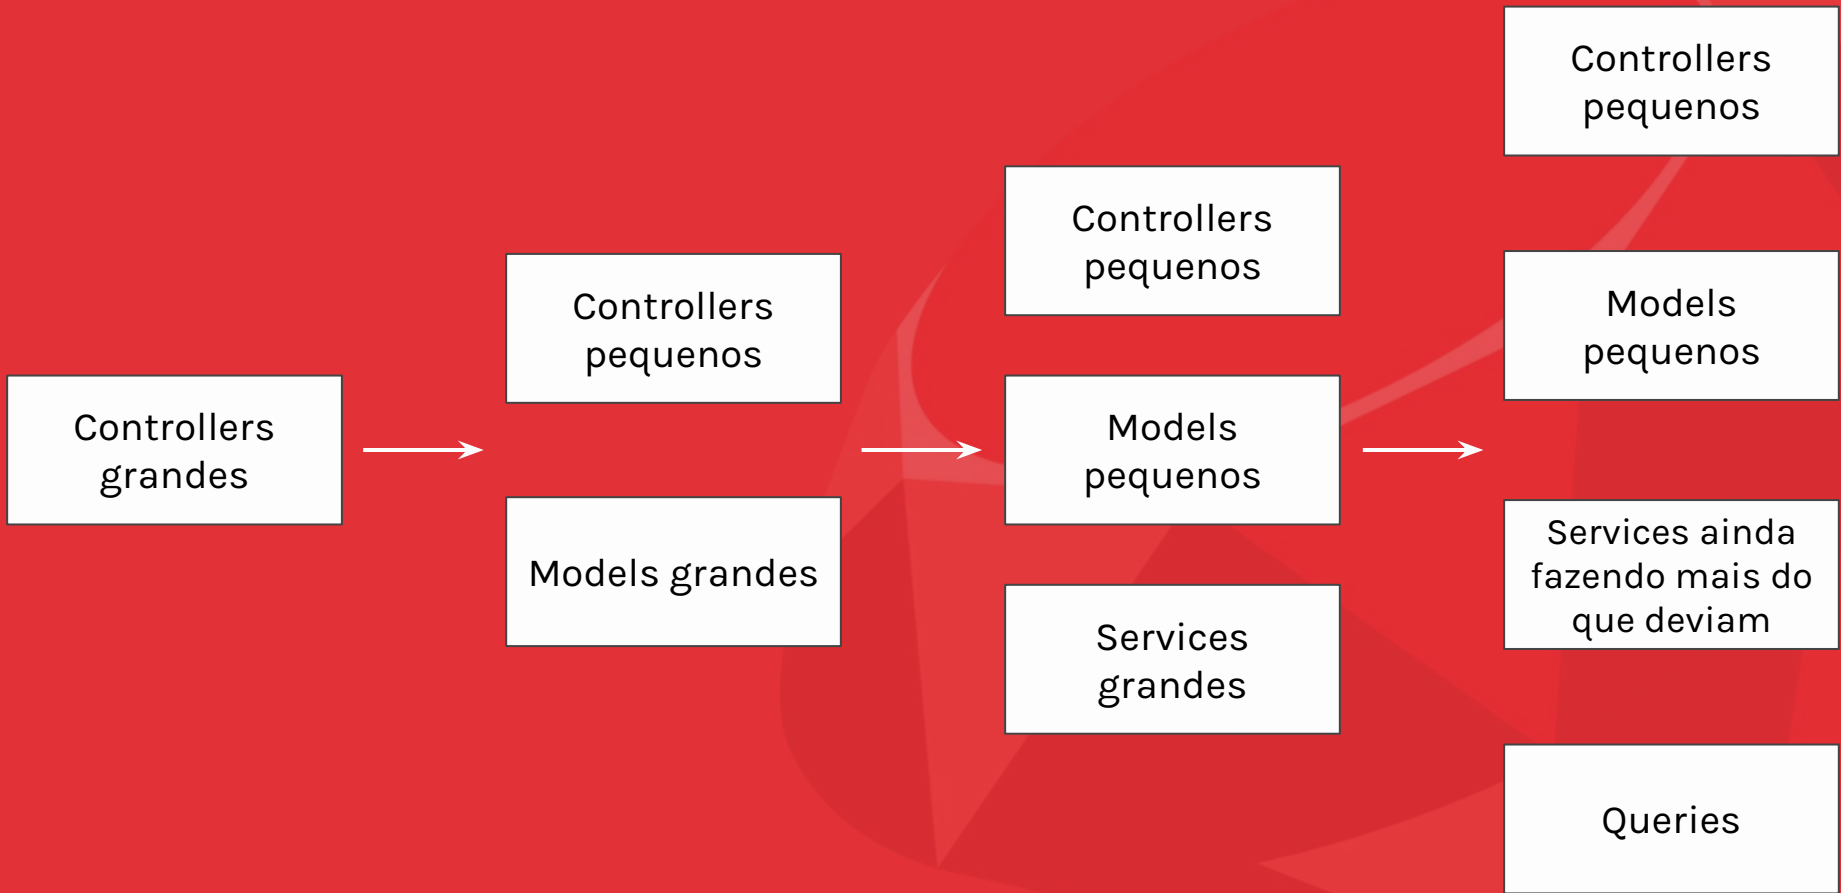 Controllers
grandes
Controllers
pequenos
Models grandes
Controllers
pequenos
Models
pequenos
Services
grandes
Controllers
pequenos
Models
pequenos
Services ainda
fazendo mais do
que deviam
Queries